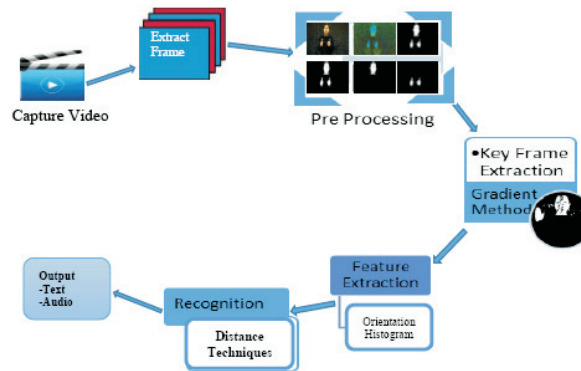 Extract
Frame
Capture Video
Pre Processing
•Key Frame
Extraction
Gradient
Method
Feature
Extraction
Orientation
Histogram
Recognition
Distance
Techniques
Output
-Text
-Audio